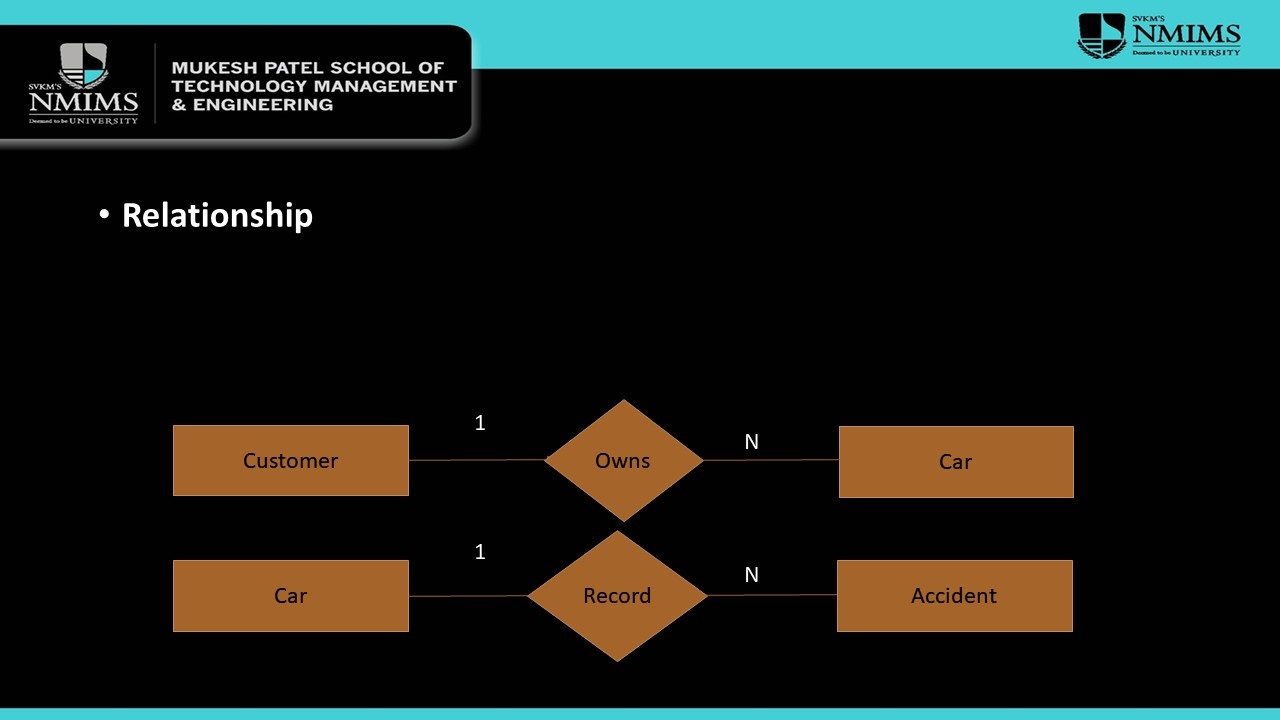 SVKM'S
NMIMS
Deemed to be UNIVERSITY
MUKESH PATEL SCHOOL OF
TECHNOLOGY MANAGEMENT
& ENGINEERING
SVKM'S
NMIMS
Deemed to be UNIVERSITY
• Relationship
1
N
Customer
Owns
Car
1
N
Car
Record
Accident